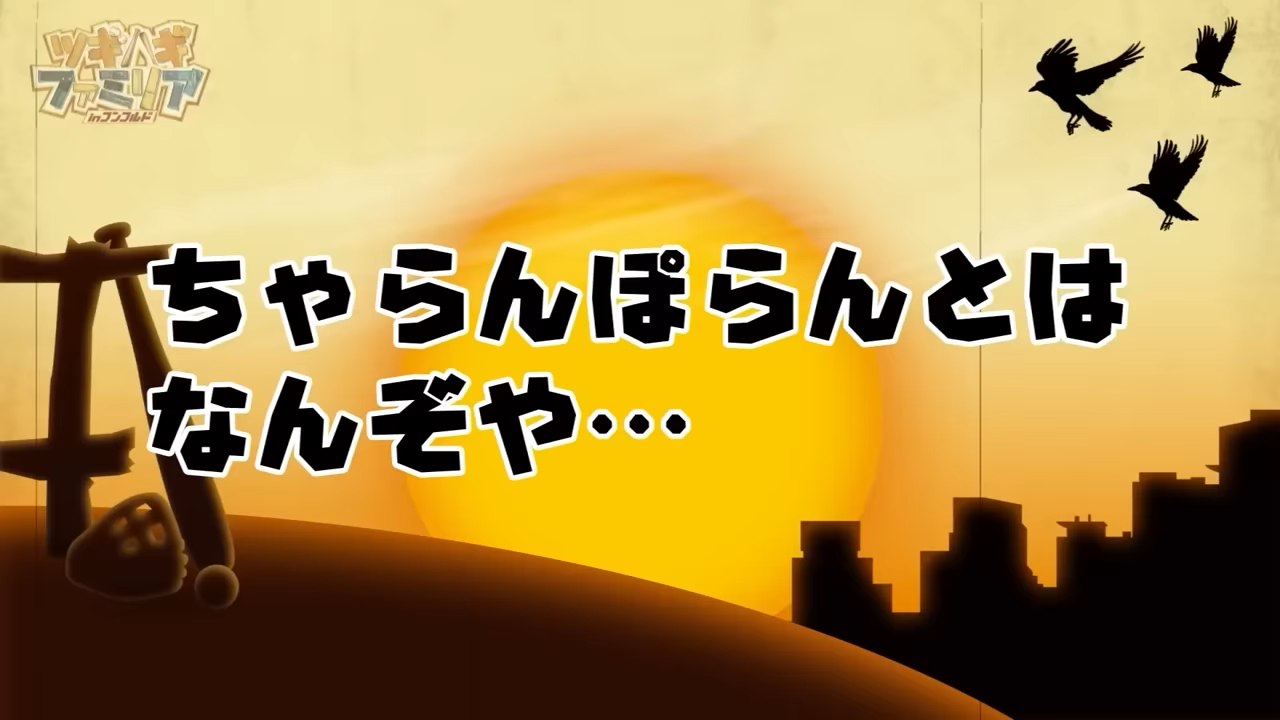 ツギハギ
ファミリア
inコンコルド
ちゃらんぽらんとは
なんぞや…